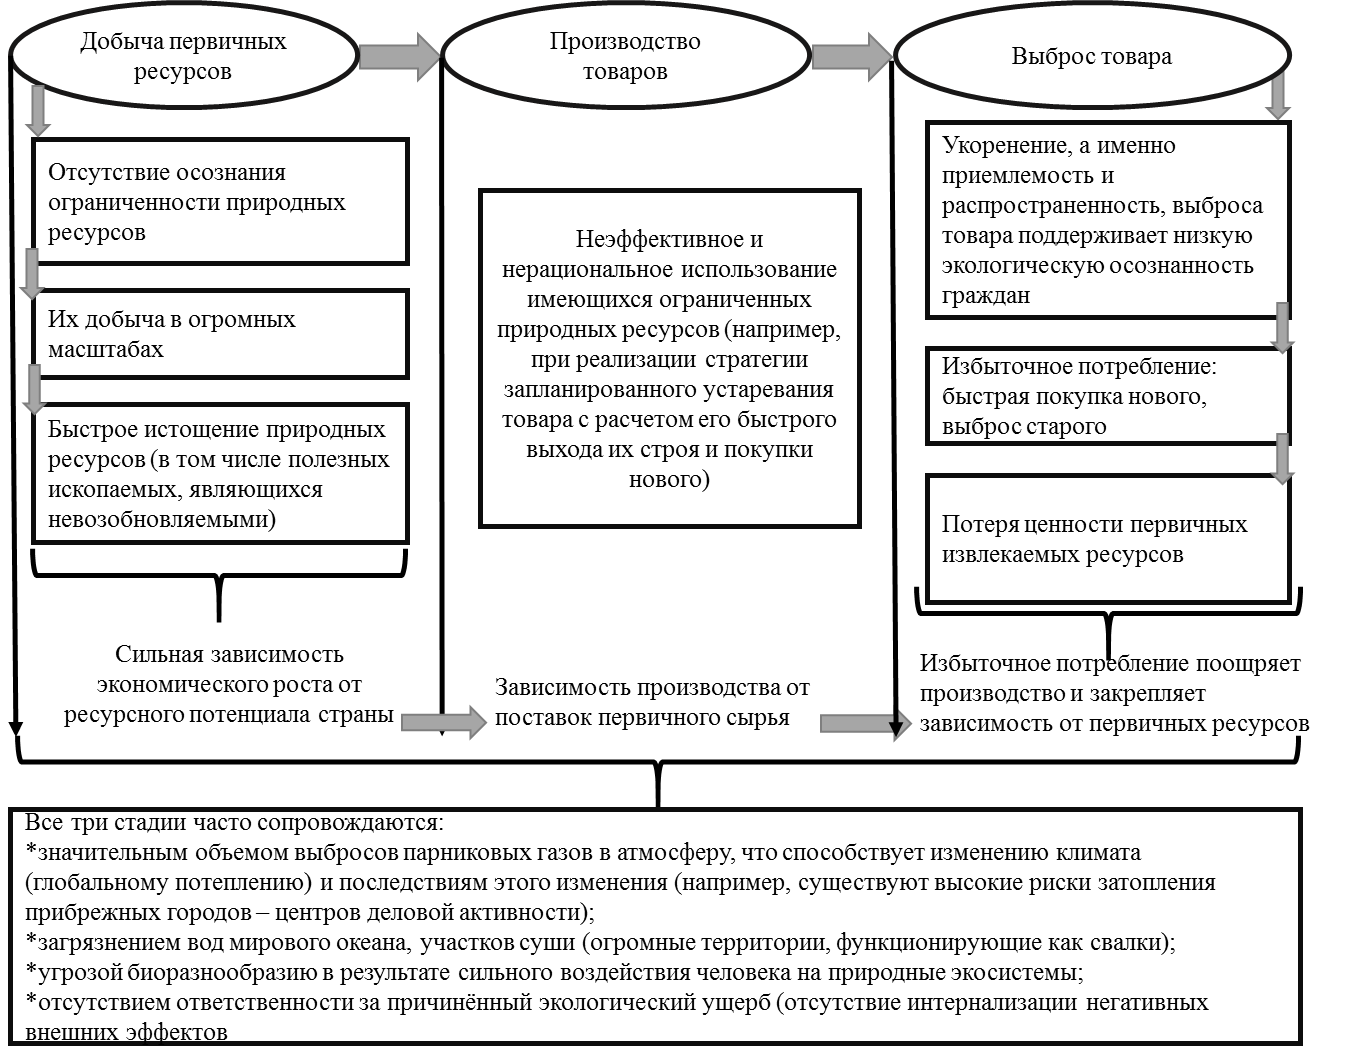 Добыча первичных
ресурсов
Производство
товаров
Выброс товара
Отсутствие осознания
ограниченности природных
ресурсов
Их добыча в огромных
масштабах
Быстрое истощение природных
ресурсов (в том числе полезных
ископаемых, являющихся
невозобновляемыми)
Сильная зависимость
экономического роста от
ресурсного потенциала страны
Неэффективное и
нерациональное использование
имеющихся ограниченных
природных ресурсов (например,
при реализации стратегии
запланированного устаревания
товара с расчетом его быстрого
выхода их строя и покупки
нового)
Зависимость производства от
поставок первичного сырья
Укоренение, а именно
приемлемость и
распространенность, выброса
товара поддерживает низкую
экологическую осознанность
граждан
Избыточное потребление:
быстрая покупка нового,
выброс старого
Потеря ценности первичных
извлекаемых ресурсов
Избыточное потребление поощряет
производство и закрепляет
зависимость от первичных ресурсов
Все три стадии часто сопровождаются:
*значительным объемом выбросов парниковых газов в атмосферу, что способствует изменению климата
(глобальному потеплению) и последствиям этого изменения (например, существуют высокие риски затопления
прибрежных городов – центров деловой активности);
*загрязнением вод мирового океана, участков суши (огромные территории, функционирующие как свалки);
*угрозой биоразнообразию в результате сильного воздействия человека на природные экосистемы;
*отсутствием ответственности за причинённый экологический ущерб (отсутствие интернализации негативных
внешних эффектов